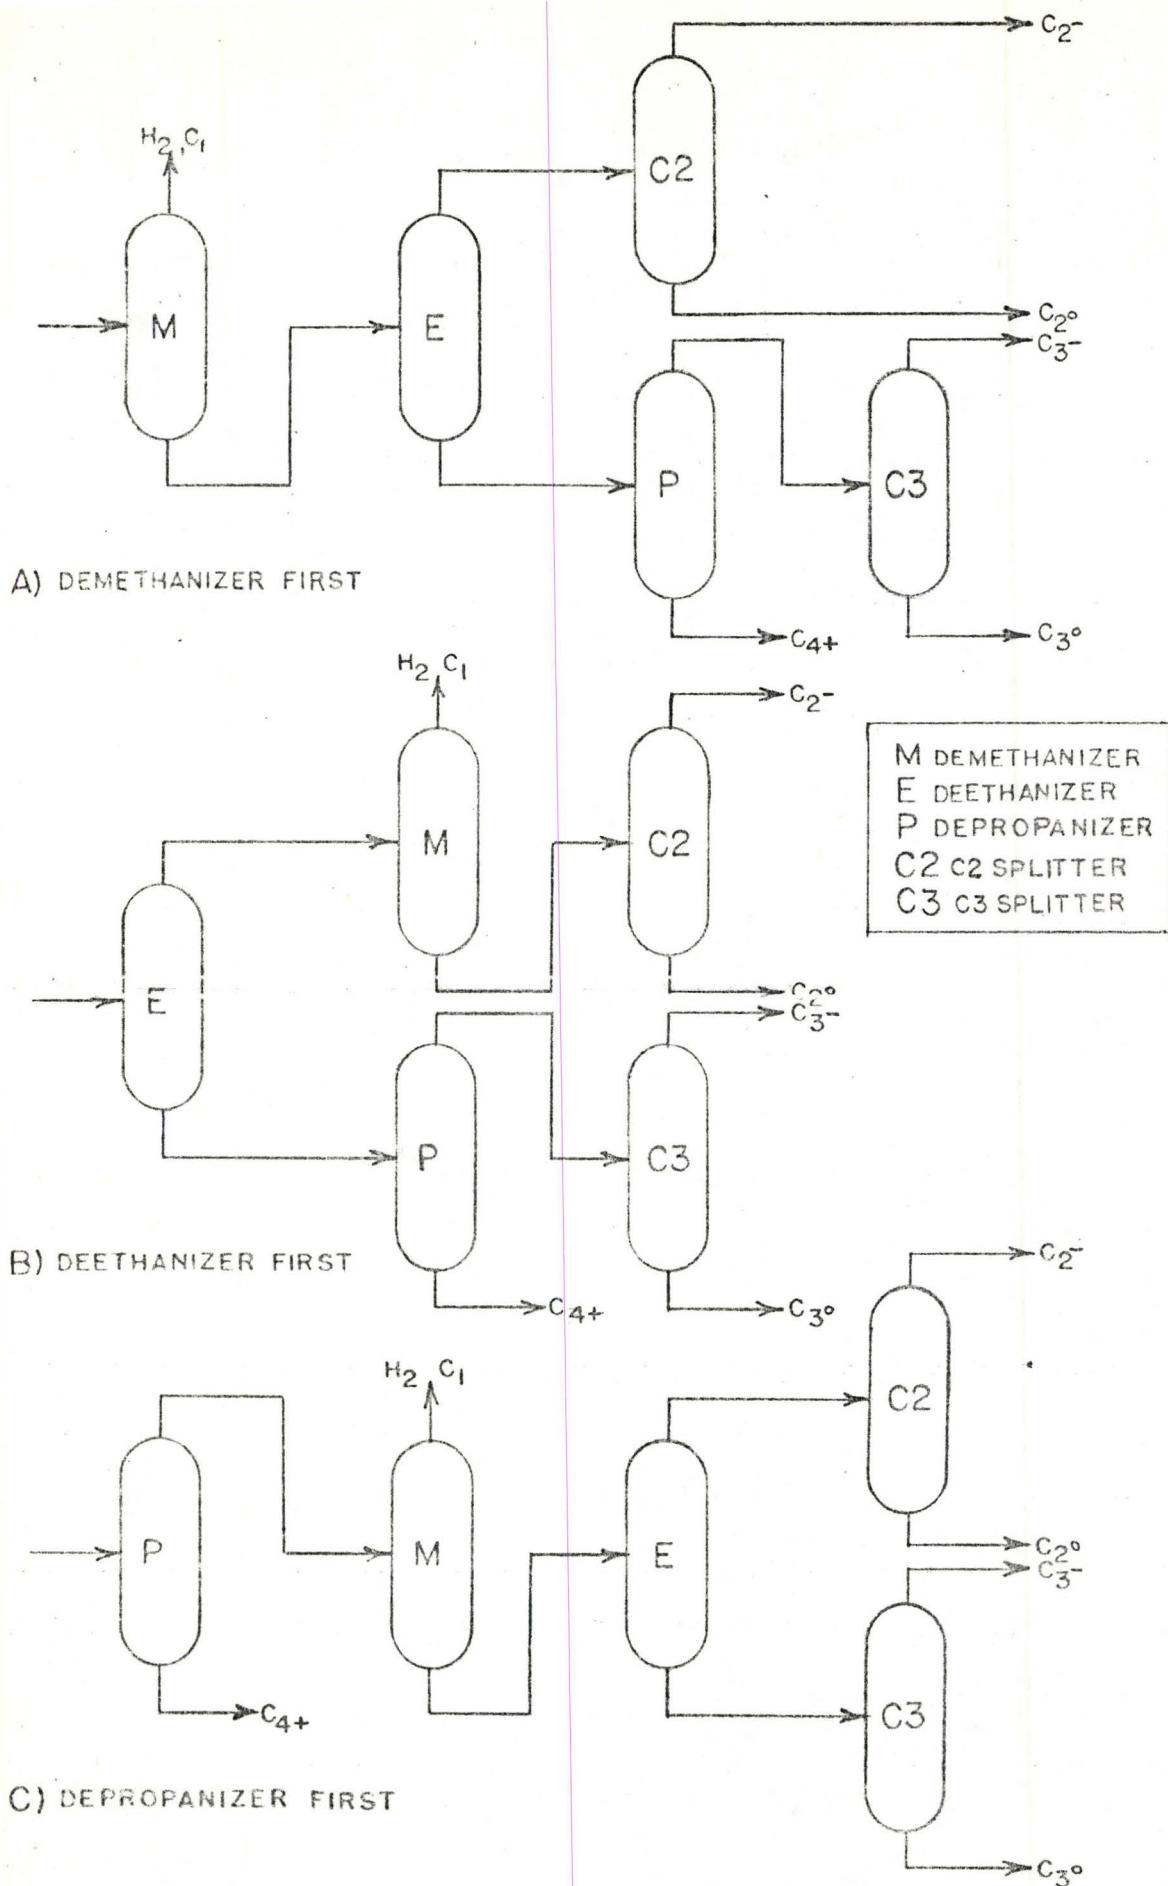 C2-
H2, C1
C2
M
E
C2°
C3-
P
C3
A) DEMETHANIZER FIRST
C4+
C3°
H2 C1
C2-
M DEMETHANIZER
E DEETHANIZER
P DEPROPANIZER
C2 C2 SPLITTER
C3 C3 SPLITTER
M
C2
C2°
C3-
E
P
C3
B) DEETHANIZER FIRST
C4+
C3°
C2-
H2 C1
C2
P
M
E
C2°
C3-
C4+
C3
C) DEPROPANIZER FIRST
C3°